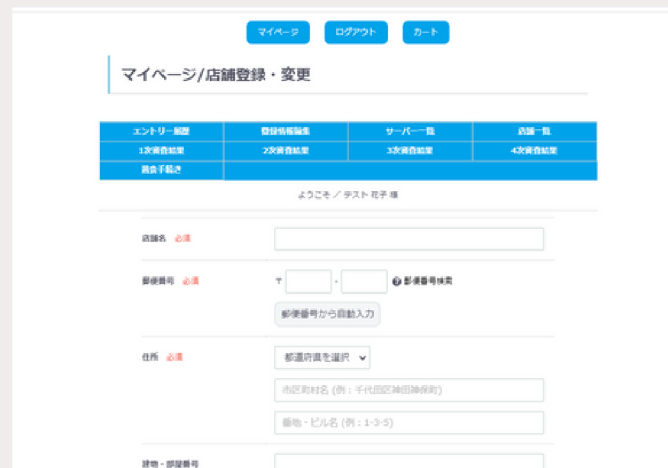 マイページ ログアウト カート
マイページ/店舗登録・変更
エントリー履歴 登録情報編集 サーバー一覧 店舗一覧
1次審査結果 2次審査結果 3次審査結果 4次審査結果
退会手続き
ようこそ ／ テスト 花子 様
店舗名 必須
郵便番号 必須 〒 - ? 郵便番号検索
郵便番号から自動入力
住所 必須 都道府県を選択
市区町村名 (例：千代田区神田神保町)
番地・ビル名 (例：1-3-5)
建物・部屋番号